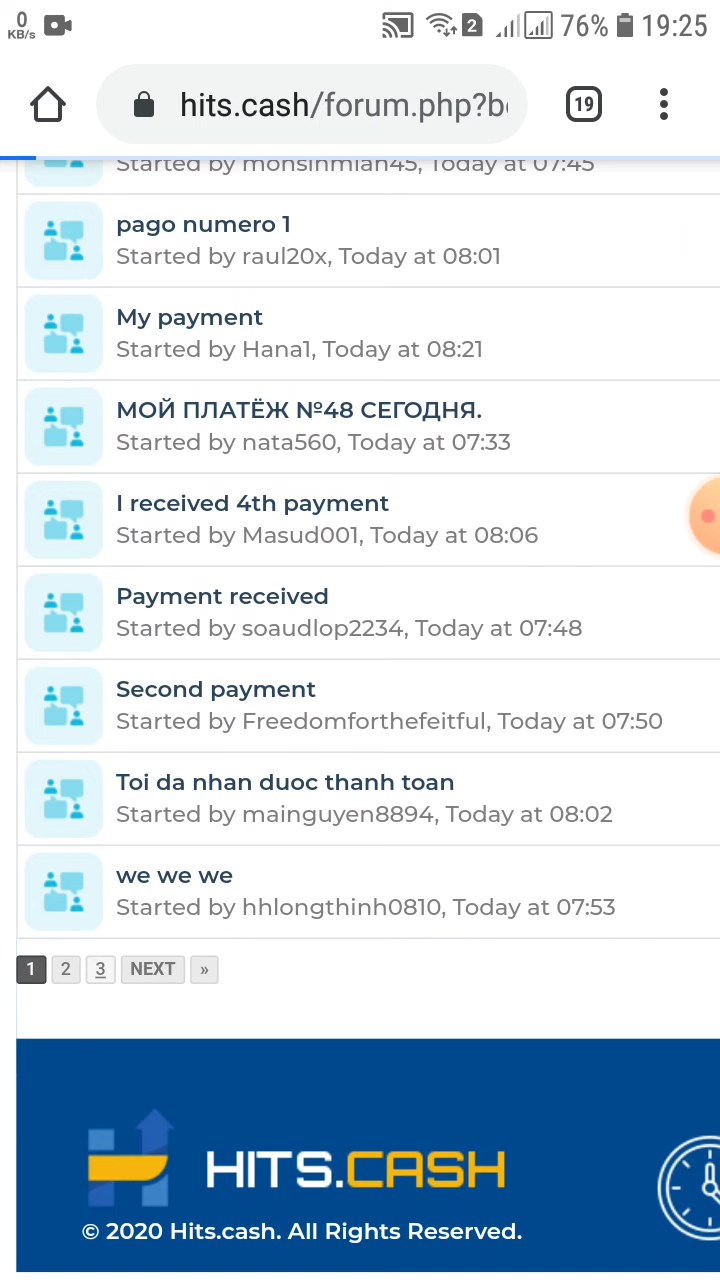 0
KB/s
2
76%
19:25
hits.cash/forum.php?b
19
Started by mohsinmian45, Today at 07:45
pago numero 1
Started by raul20x, Today at 08:01
My payment
Started by Hana1, Today at 08:21
МОЙ ПЛАТЁЖ №48 СЕГОДНЯ.
Started by nata560, Today at 07:33
I received 4th payment
Started by Masud001, Today at 08:06
Payment received
Started by soaudlop2234, Today at 07:48
Second payment
Started by Freedomforthefeitful, Today at 07:50
Toi da nhan duoc thanh toan
Started by mainguyen8894, Today at 08:02
we we we
Started by hhlongthinh0810, Today at 07:53
1 2 3 NEXT »
HITS.CASH
© 2020 Hits.cash. All Rights Reserved.